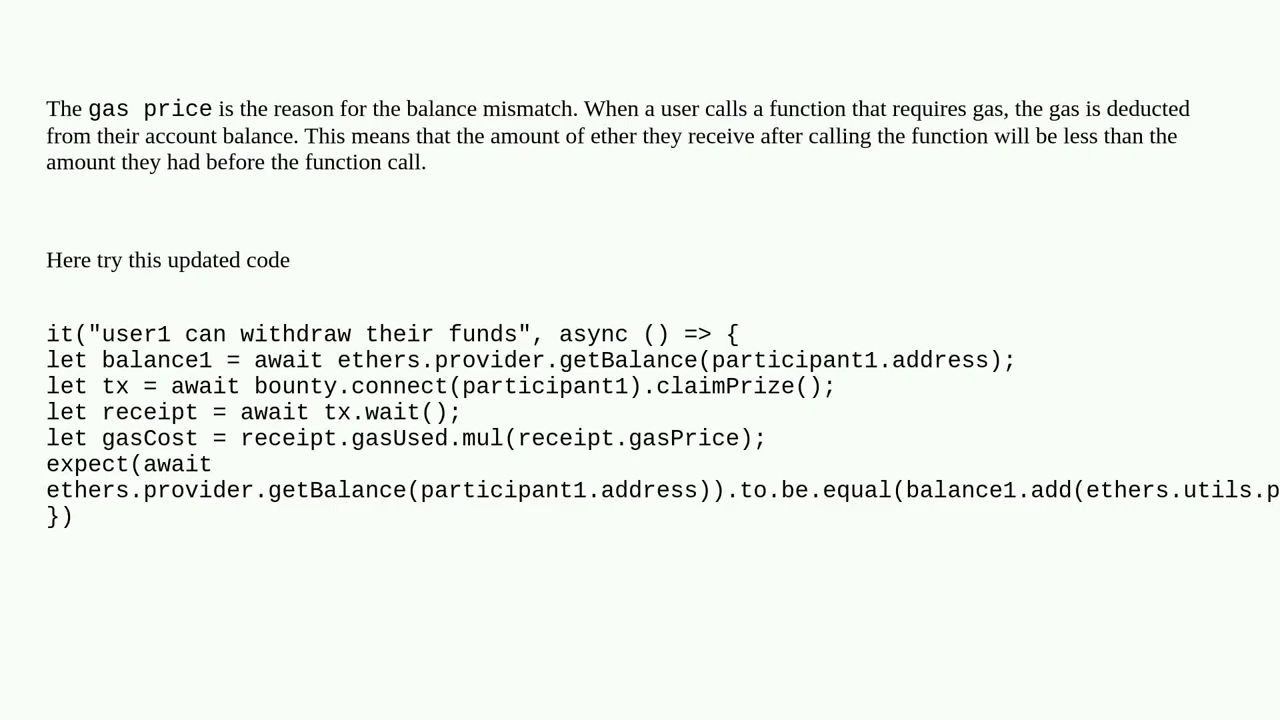 The gas price is the reason for the balance mismatch. When a user calls a function that requires gas, the gas is deducted
from their account balance. This means that the amount of ether they receive after calling the function will be less than the
amount they had before the function call.
Here try this updated code
it("user1 can withdraw their funds", async () => {
let balance1 = await ethers.provider.getBalance(participant1.address);
let tx = await bounty.connect(participant1).claimPrize();
let receipt = await tx.wait();
let gasCost = receipt.gasUsed.mul(receipt.gasPrice);
expect(await
ethers.provider.getBalance(participant1.address)).to.be.equal(balance1.add(ethers.utils.p
})